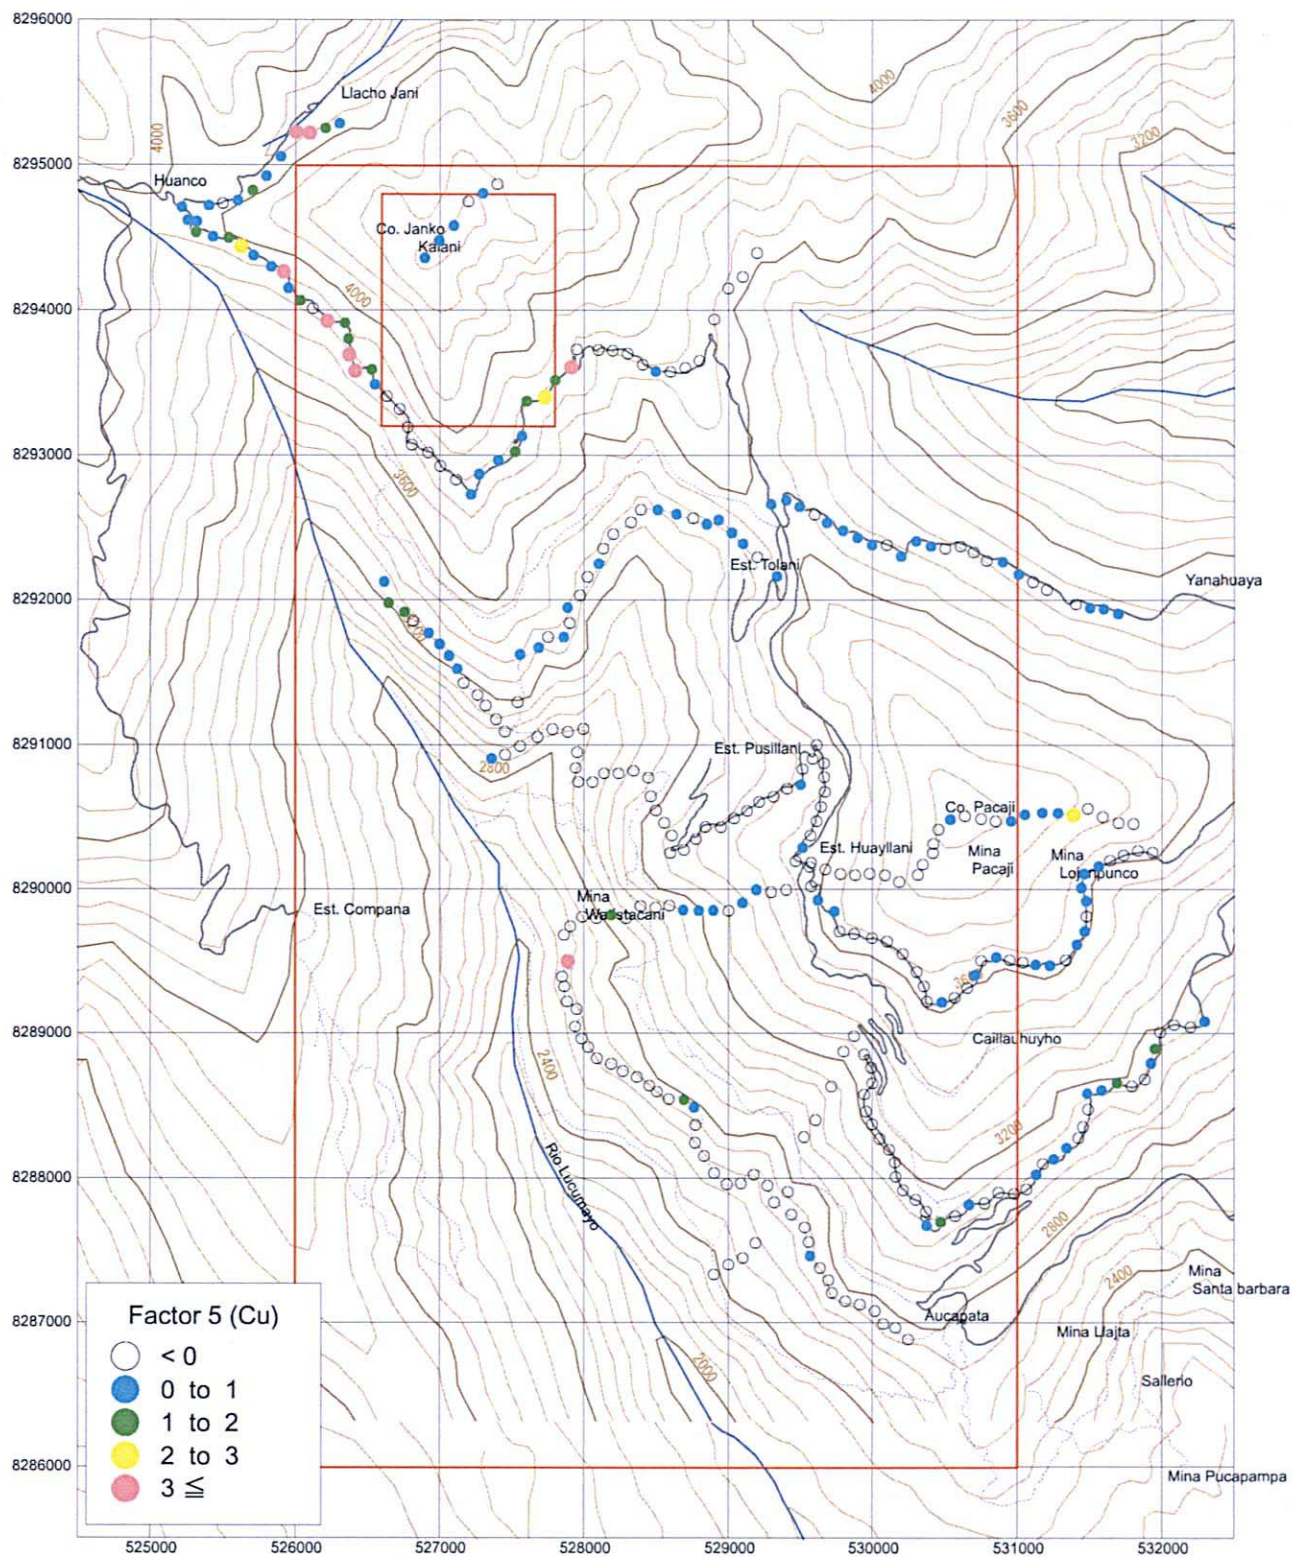 8296000
Llacho Jani
4000
4000
3600
3200
8295000
Huanco
Co. Janko
Kaiani
4000
8294000
8293000
3600
Est. Tolani
Yanahuaya
8292000
8291000
Est. Pusillani
2800
Co. Pacaji
Est. Huayllani
Mina
Pacaji
Mina
8290000
Mina
Est. Compana
8289000
Caillauhuyho
2400
3200
8288000
Rio Lucumayo
2800
Mina
Santa barbara
2400
8287000
Aucapata
Mina Llajta
2000
Sallerio
8286000
Mina Pucapampa
Factor 5 (Cu)
< 0
0 to 1
1 to 2
2 to 3
3 ≦
525000 526000 527000 528000 529000 530000 531000 532000